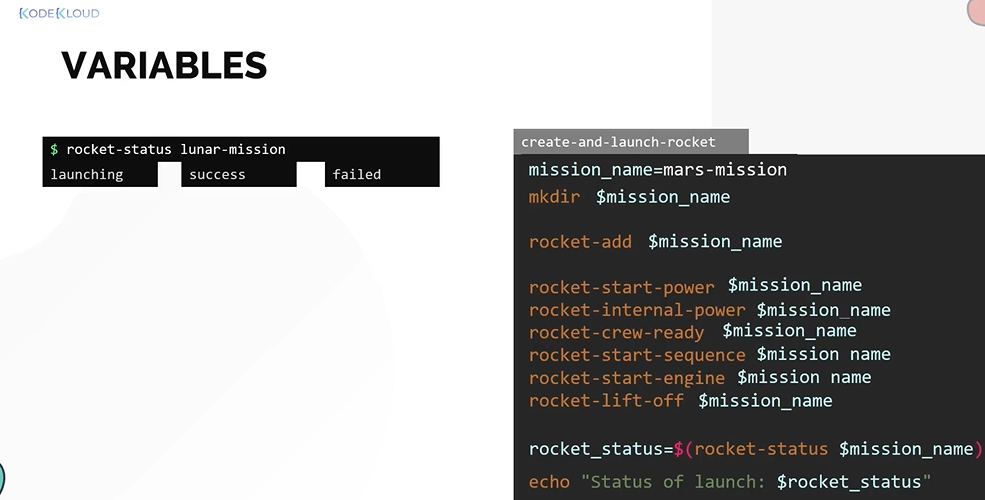 {KODE{KLOUD
VARIABLES
$ rocket-status lunar-mission
launching success failed
create-and-launch-rocket
mission_name=mars-mission
mkdir $mission_name
rocket-add $mission_name
rocket-start-power $mission_name
rocket-internal-power $mission_name
rocket-crew-ready $mission_name
rocket-start-sequence $mission name
rocket-start-engine $mission name
rocket-lift-off $mission_name
rocket_status=$(rocket-status $mission_name)
echo "Status of launch: $rocket_status"